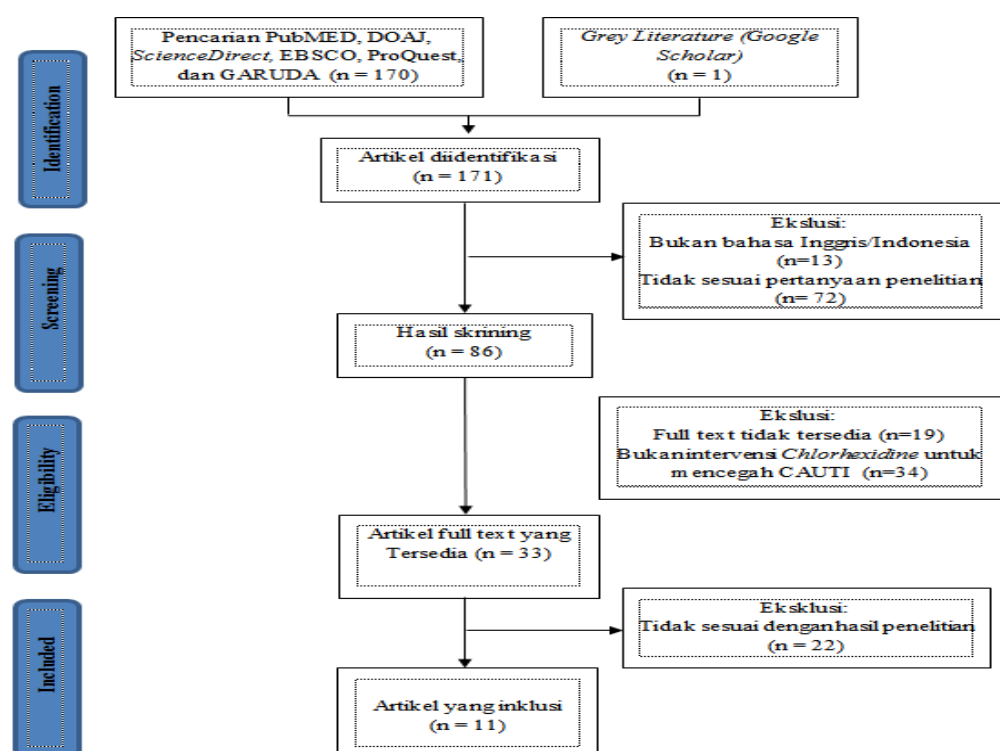 Pencarian PubMED, DOAJ,
ScienceDirect, EBSCO, ProQuest,
dan GARUDA (n = 170)
Grey Literature (Google
Scholar)
(n = 1)
Identification
Artikel diidentifikasi
(n = 171)
Ekslusi:
Bukan bahasa Inggris/Indonesia
(n=13)
Tidak sesuai pertanyaan penelitian
(n= 72)
Screening
Hasil skrining
(n = 86)
Ekslusi:
Full text tidak tersedia (n=19)
Bukanintervensi Chlorhexidine untuk
mencegah CAUTI (n=34)
Eligibility
Artikel full text yang
Tersedia (n = 33)
Eksklusi:
Tidak sesuai denganhasil penelitian
(n = 22)
Included
Artikel yang inklusi
(n = 11)